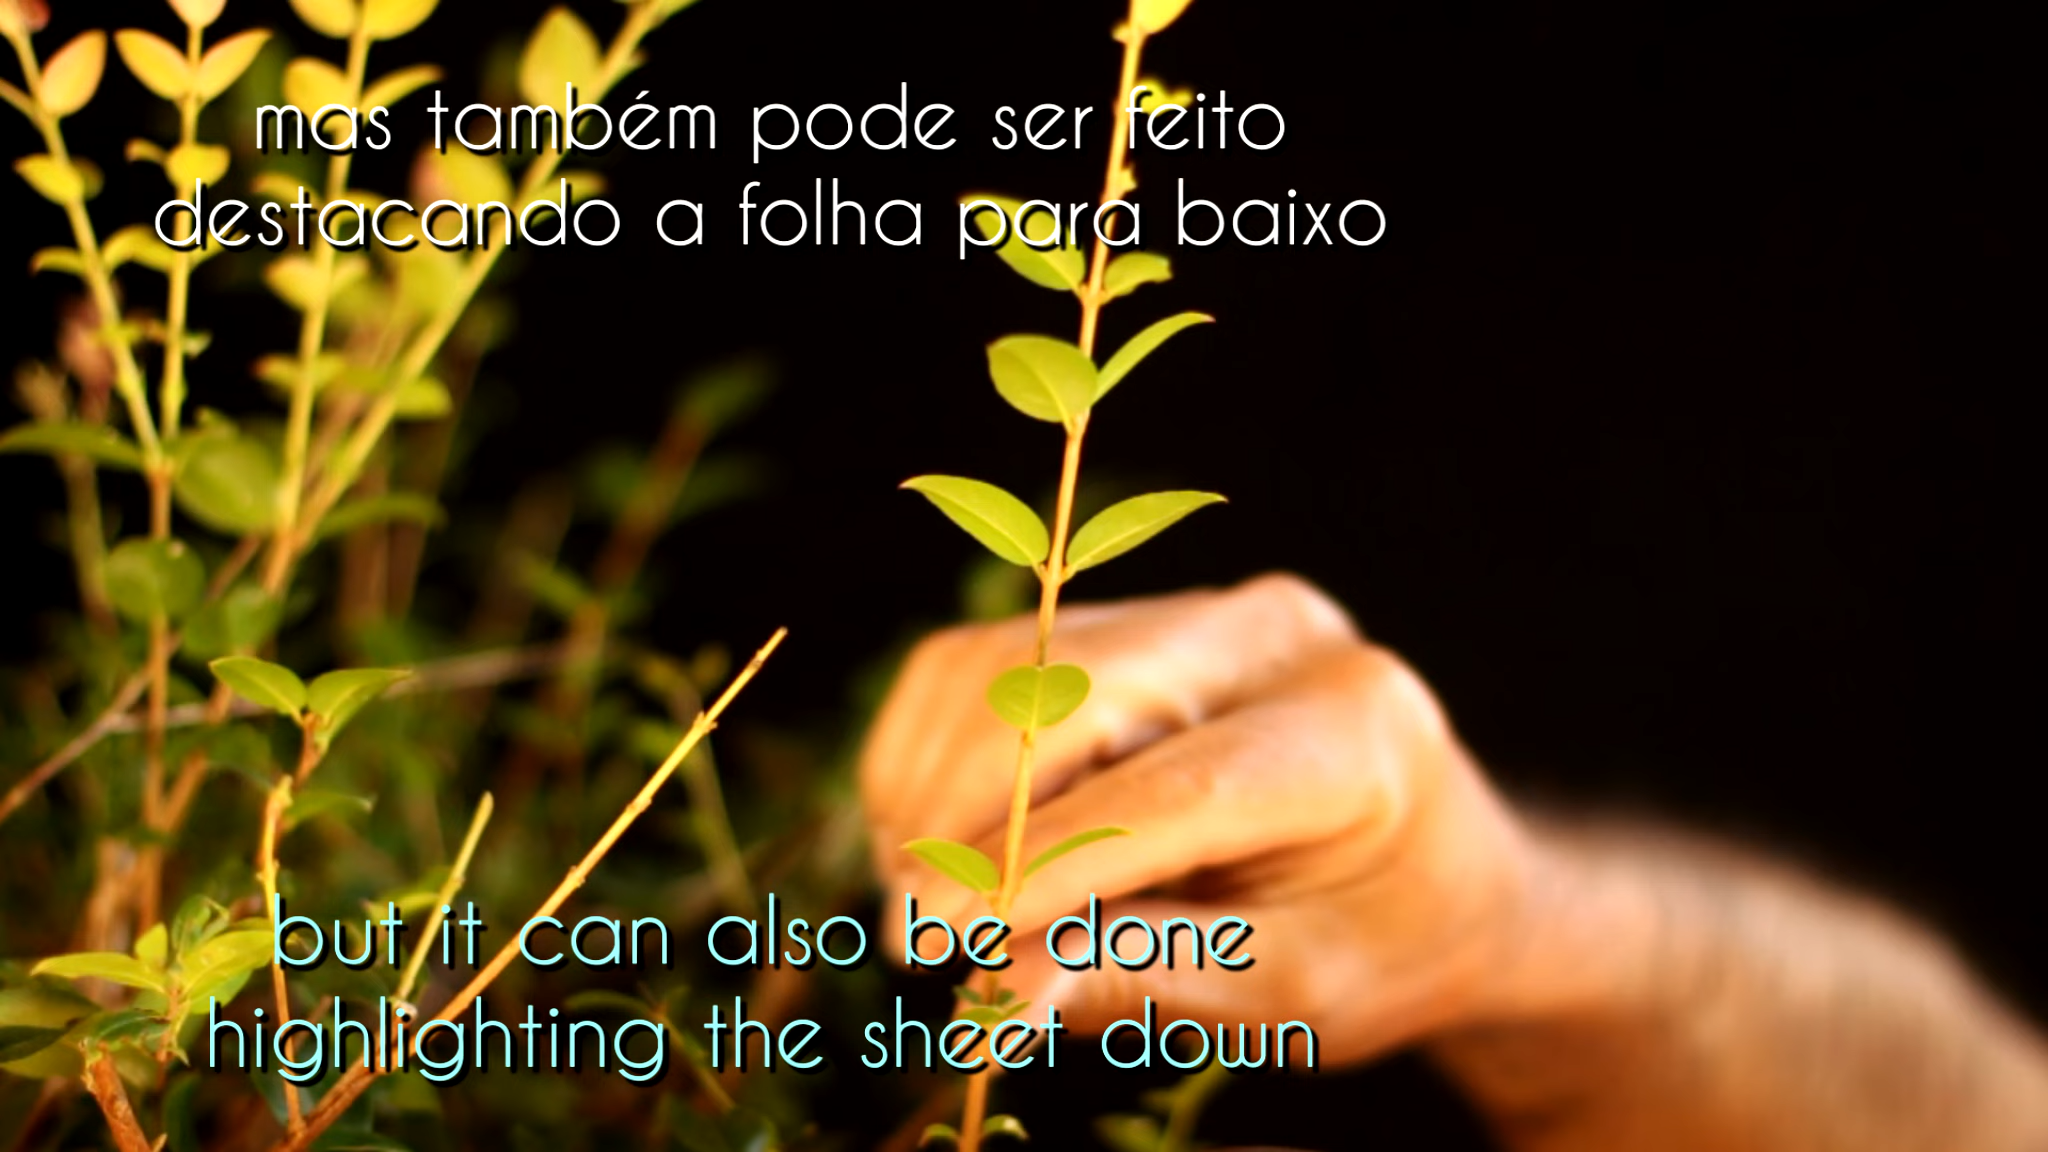 mas também pode ser feito
destacando a folha para baixo
but it can also be done
highlighting the sheet down